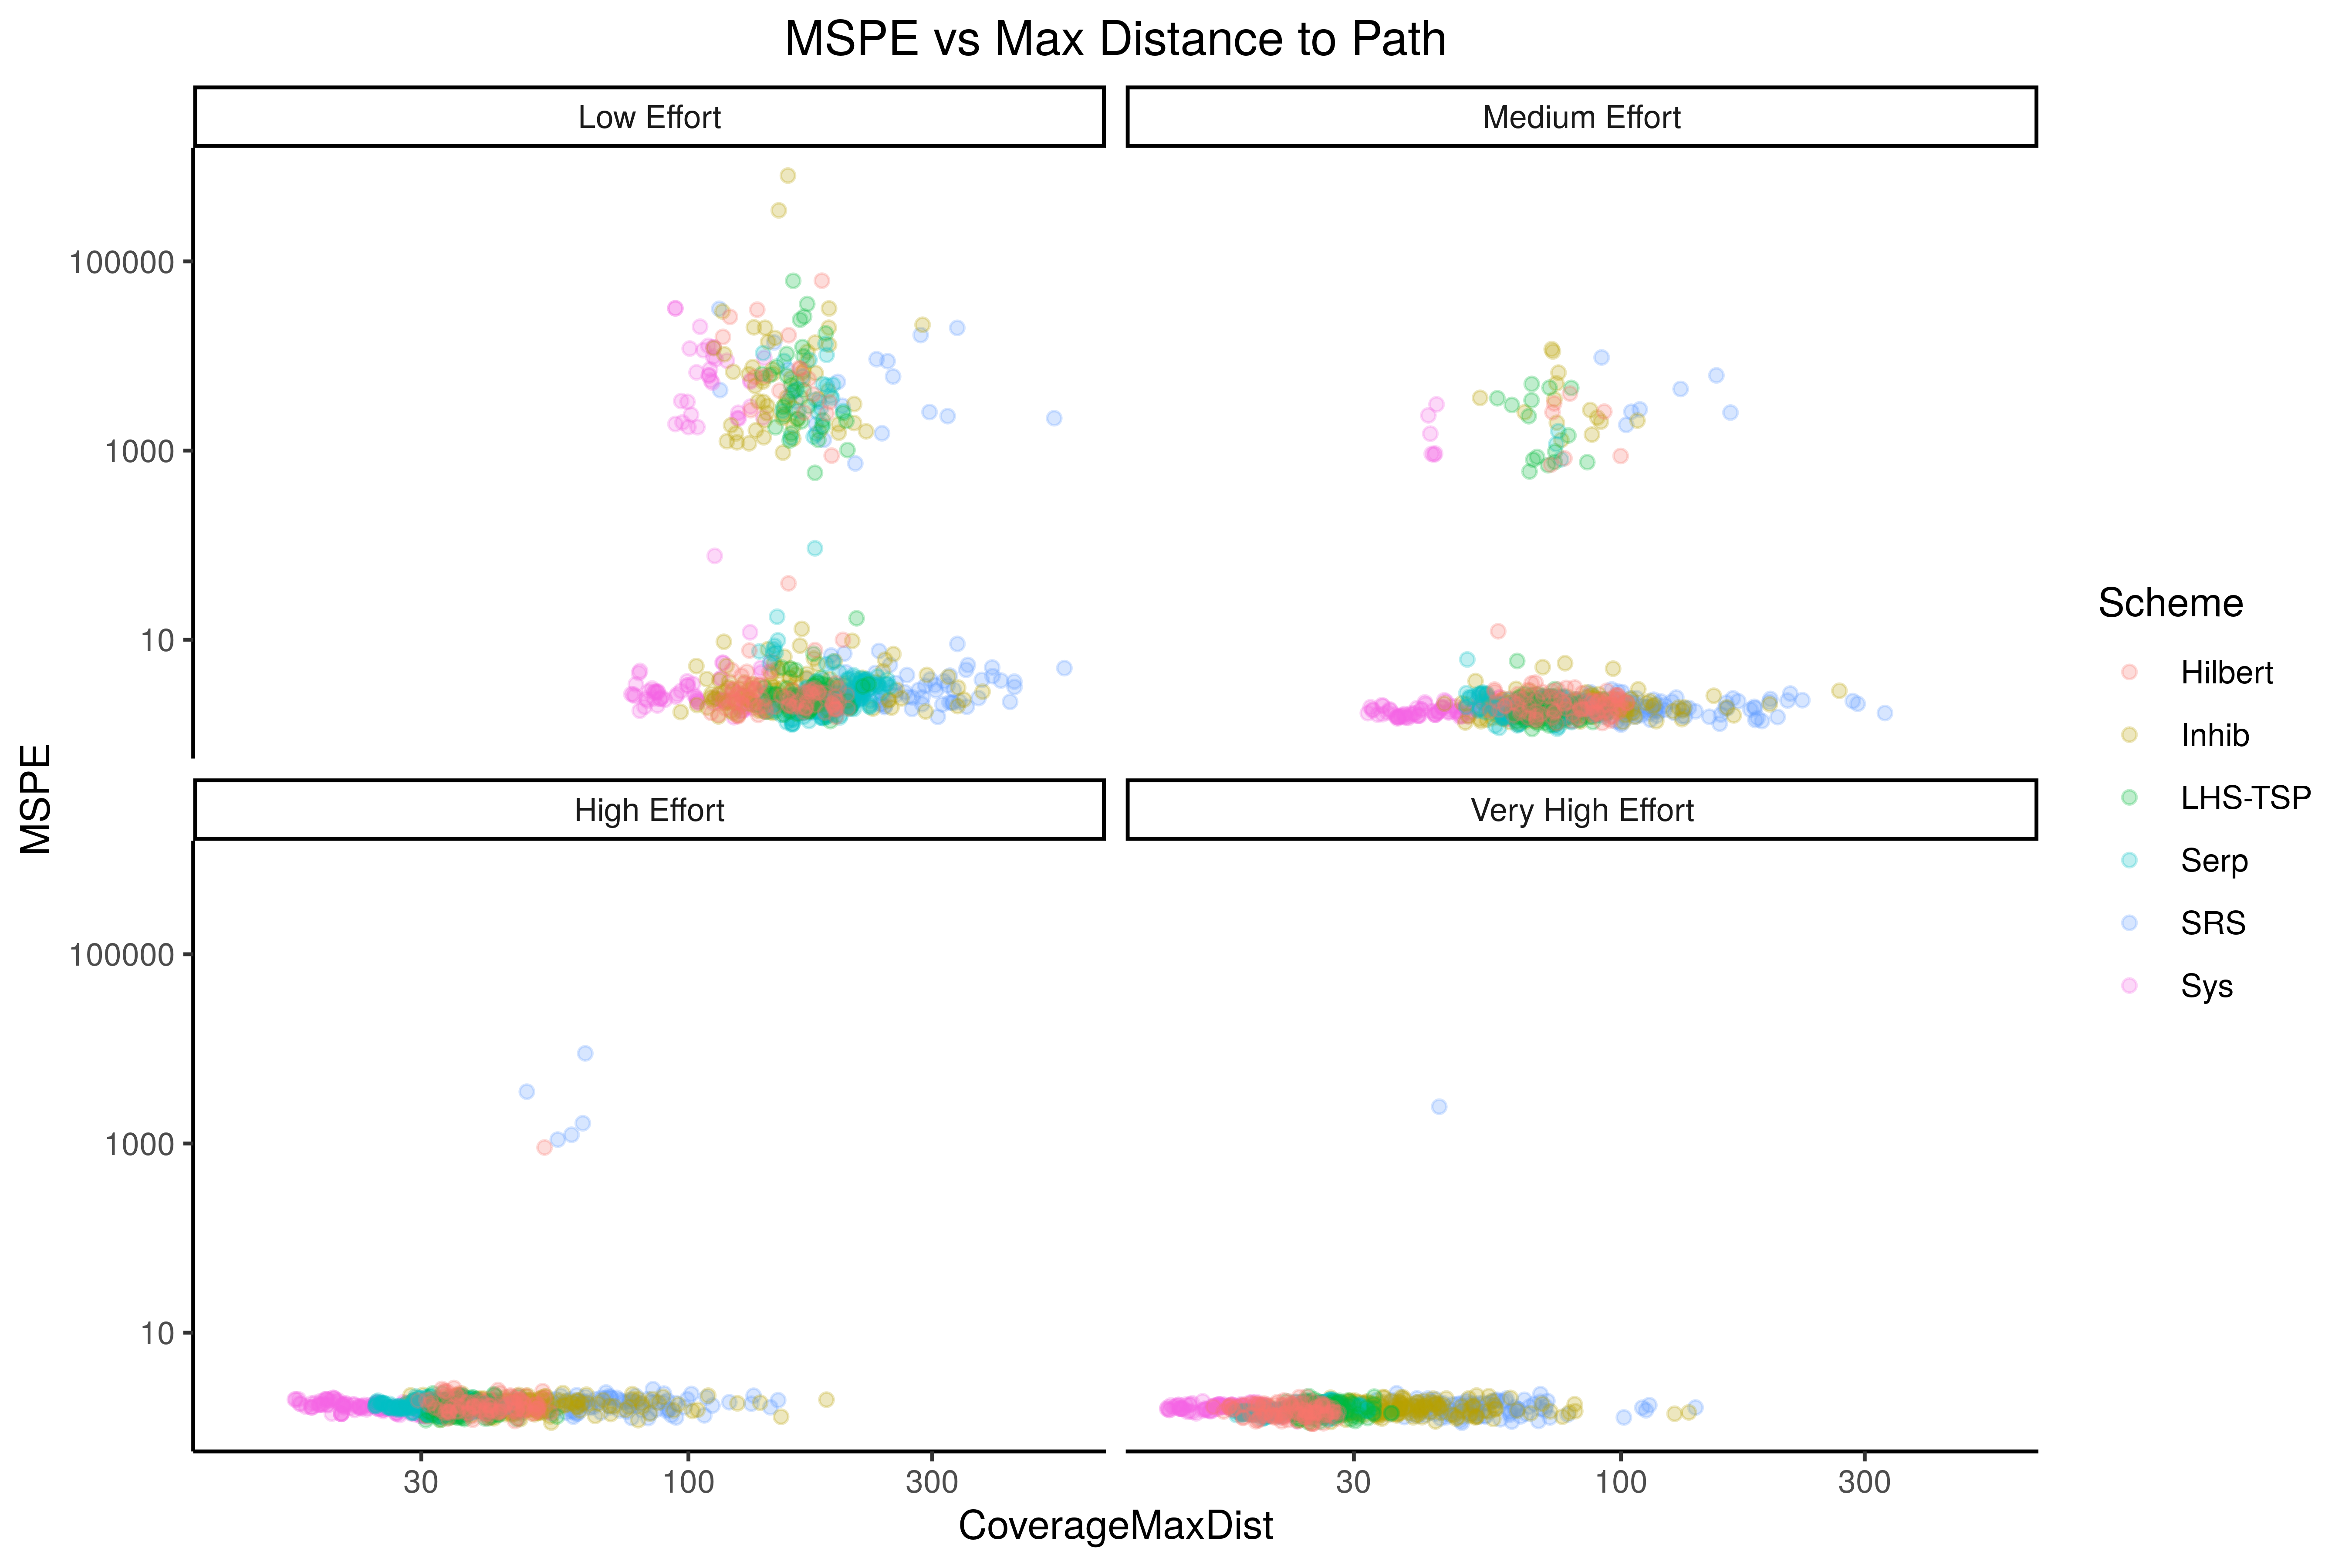 MSPE vs Max Distance to Path
Low Effort
Medium Effort
100000
1000
10
High Effort
Very High Effort
100000
1000
10
30
100
300
30
100
300
CoverageMaxDist
MSPE
Scheme
Hilbert
Inhib
LHS-TSP
Serp
SRS
Sys